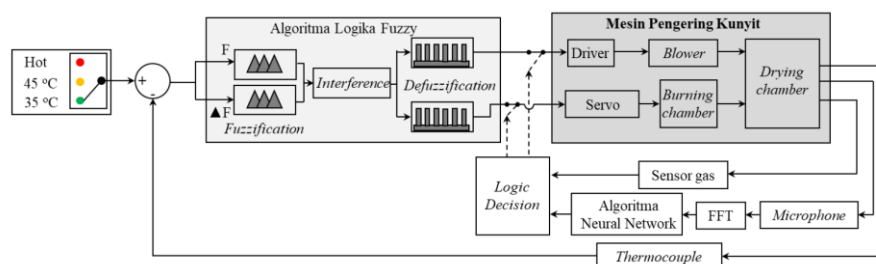 Algoritma Logika Fuzzy
Mesin Pengering Kunyit
Hot
45 °C
35 °C
+
-
F
▲F
Fuzzification
Interference
Defuzzification
Driver
Blower
Servo
Burning
chamber
Drying
chamber
Logic
Decision
Sensor gas
Algoritma
Neural Network
FFT
Microphone
Thermocouple